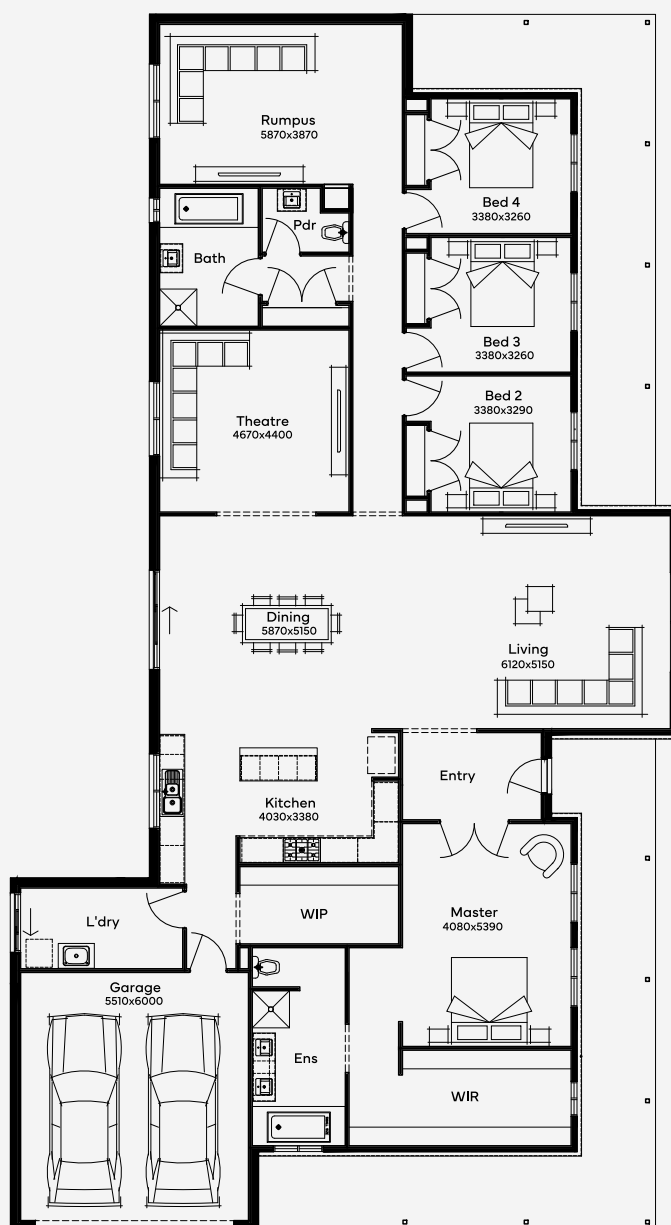 Rumpus
5870x3870
Bed 4
3380x3260
Pdr
Bath
Bed 3
3380x3260
Bed 2
3380x3290
Theatre
4670x4400
Dining
5870x5150
Living
6120x5150
Entry
Kitchen
4030x3380
WIP
L'dry
Master
4080x5390
Garage
5510x6000
Ens
WIR